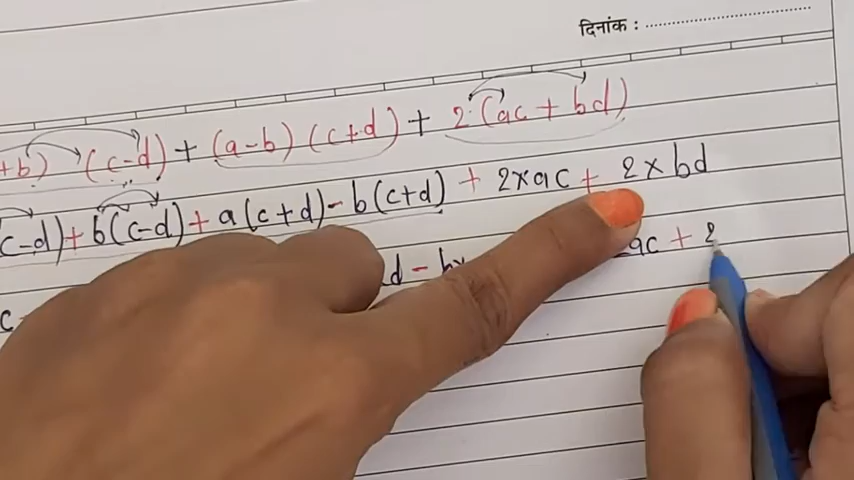 दिनांक :
+b) (c-d) + (a-b) (c+d) + 2·(ac + bd)
c-d) + b(c-d) + a(c+d) - b(c+d) + 2×ac + 2×bd
d - ac + 2
c